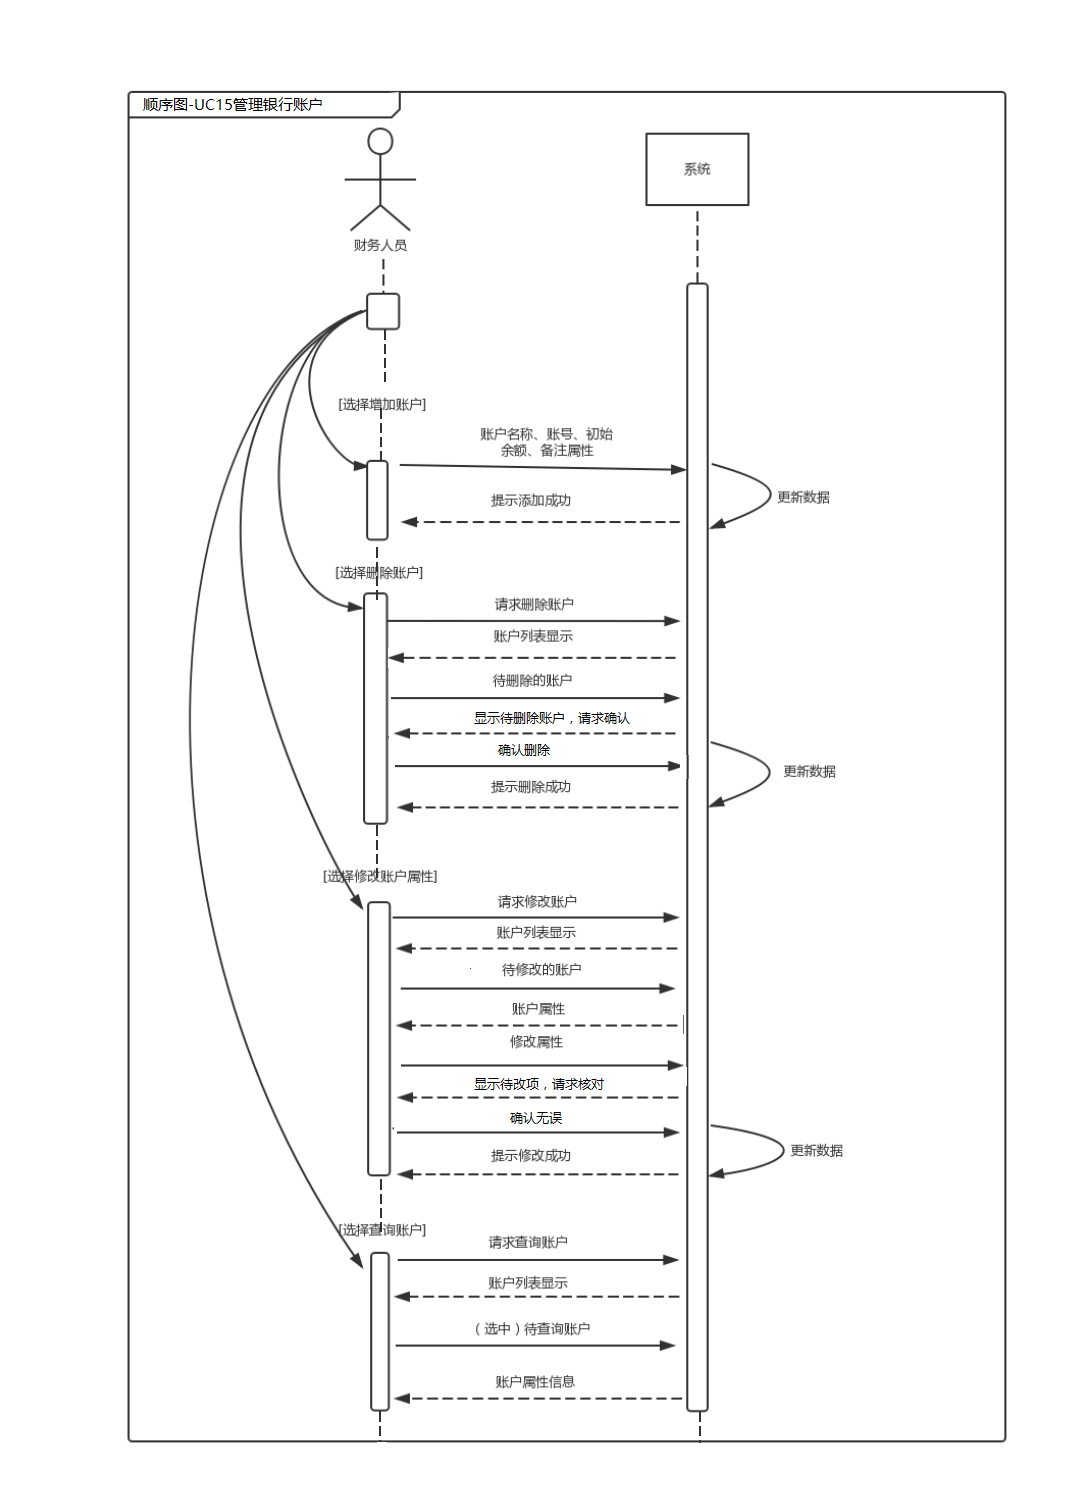 顺序图-UC15管理银行账户
系统
财务人员
[选择增加账户]
账户名称、账号、初始
余额、备注属性
提示添加成功
更新数据
[选择删除账户]
请求删除账户
账户列表显示
待删除的账户
显示待删除账户，请求确认
确认删除
更新数据
提示删除成功
[选择修改账户属性]
请求修改账户
账户列表显示
待修改的账户
账户属性
修改属性
显示待改项，请求核对
确认无误
提示修改成功
更新数据
[选择查询账户]
请求查询账户
账户列表显示
（选中）待查询账户
账户属性信息